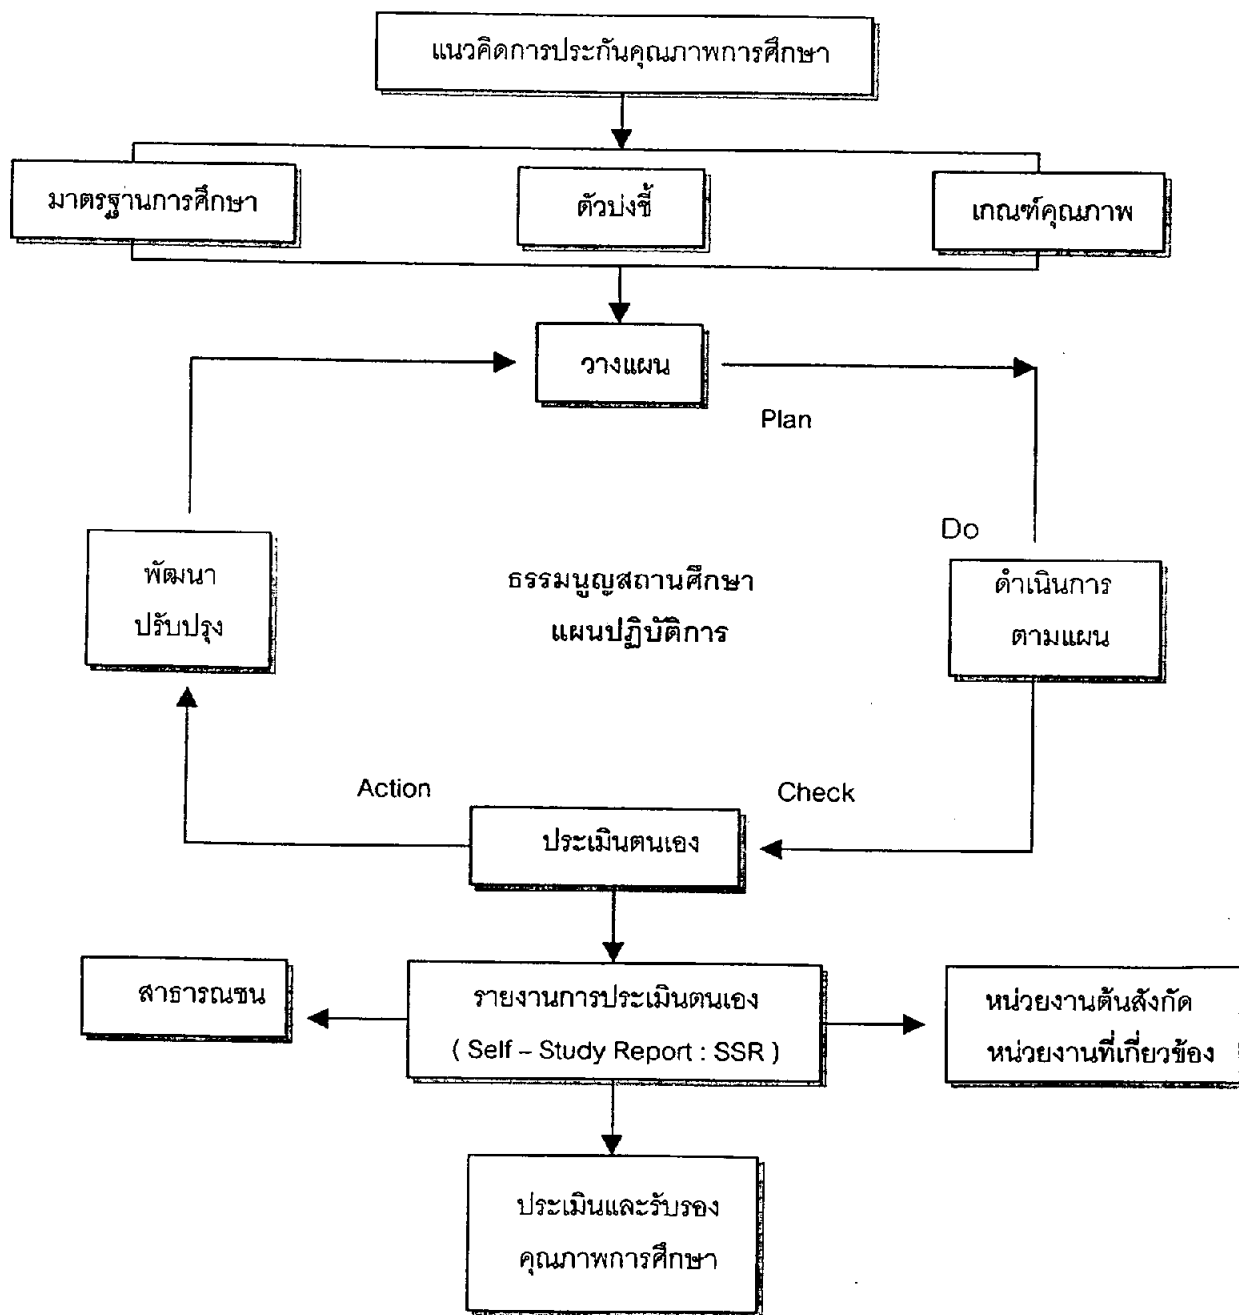 แนวคิดการประกันคุณภาพการศึกษา
มาตรฐานการศึกษา
ตัวบ่งชี้
เกณฑ์คุณภาพ
วางแผน
Plan
Do
พัฒนา
ปรับปรุง
ธรรมนูญสถานศึกษา
แผนปฏิบัติการ
ดำเนินการ
ตามแผน
Action
Check
ประเมินตนเอง
สาธารณชน
รายงานการประเมินตนเอง
( Self – Study Report : SSR )
หน่วยงานต้นสังกัด
หน่วยงานที่เกี่ยวข้อง
ประเมินและรับรอง
คุณภาพการศึกษา